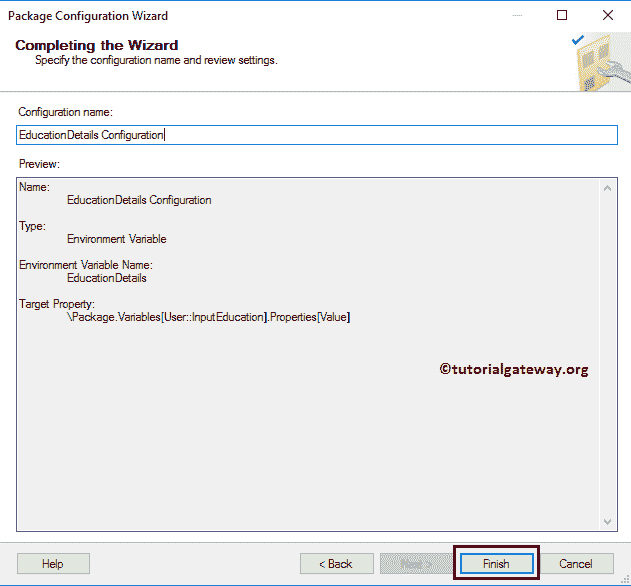 Package Configuration Wizard
Completing the Wizard
Specify the configuration name and review settings.
Configuration name:
EducationDetails Configuration
Preview:
Name:
EducationDetails Configuration
Type:
Environment Variable
Environment Variable Name:
EducationDetails
Target Property:
\Package.Variables[User::InputEducation].Properties[Value]
©tutorialgateway.org
Help
< Back
Next >
Finish
Cancel